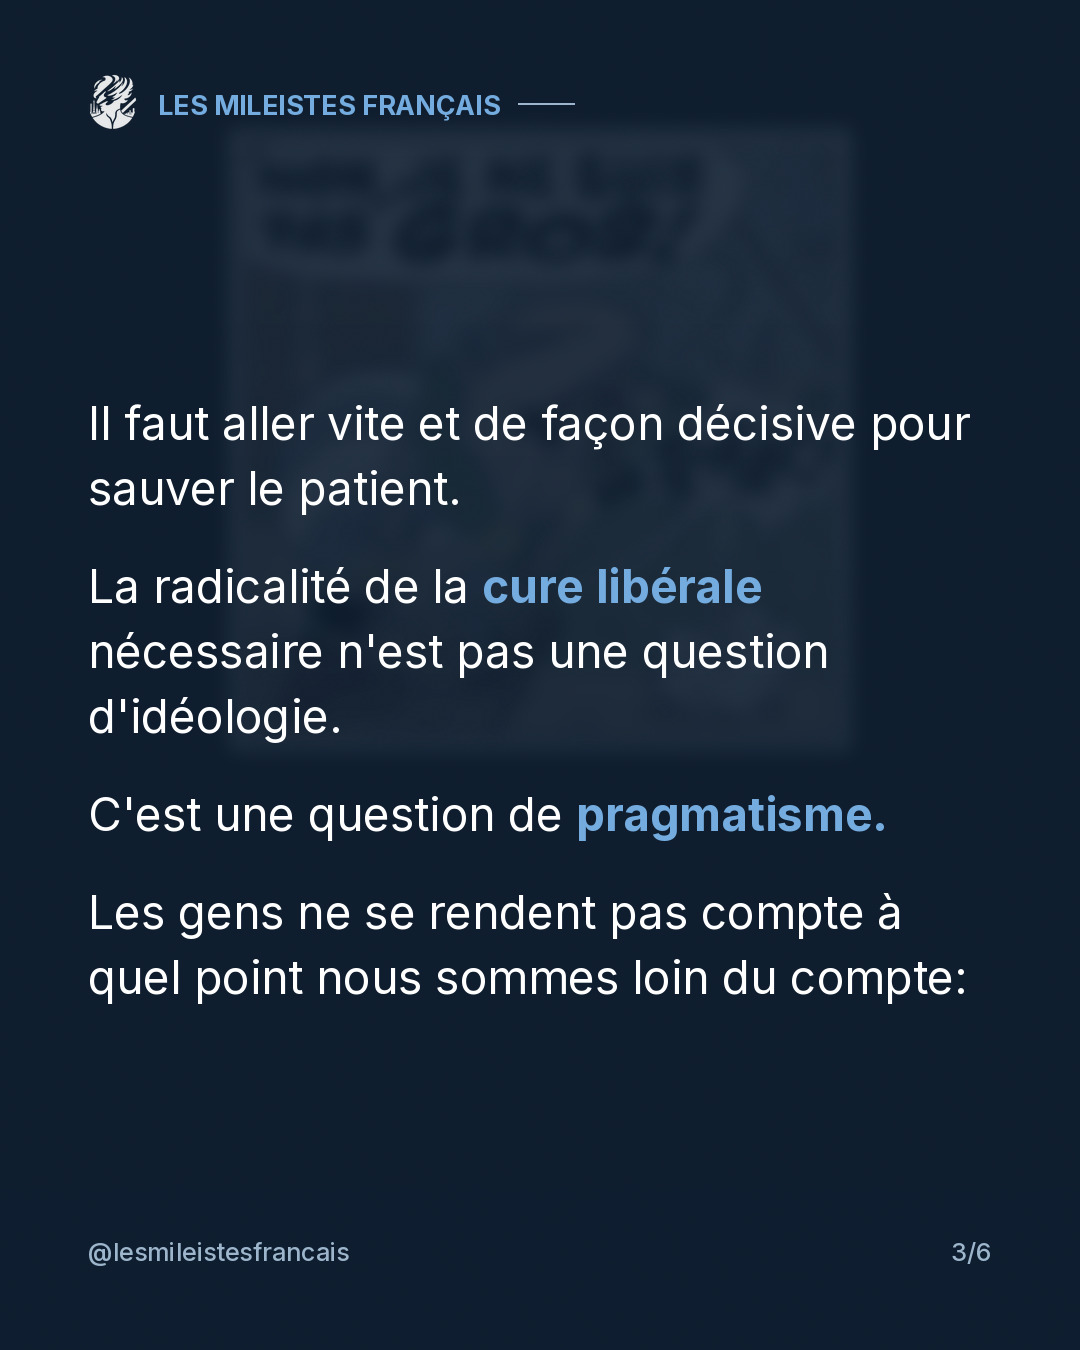 LES MILEISTES FRANÇAIS
Il faut aller vite et de façon décisive pour
sauver le patient.
La radicalité de la cure libérale
nécessaire n'est pas une question
d'idéologie.
C'est une question de pragmatisme.
Les gens ne se rendent pas compte à
quel point nous sommes loin du compte:
@lesmileistesfrancais
3/6